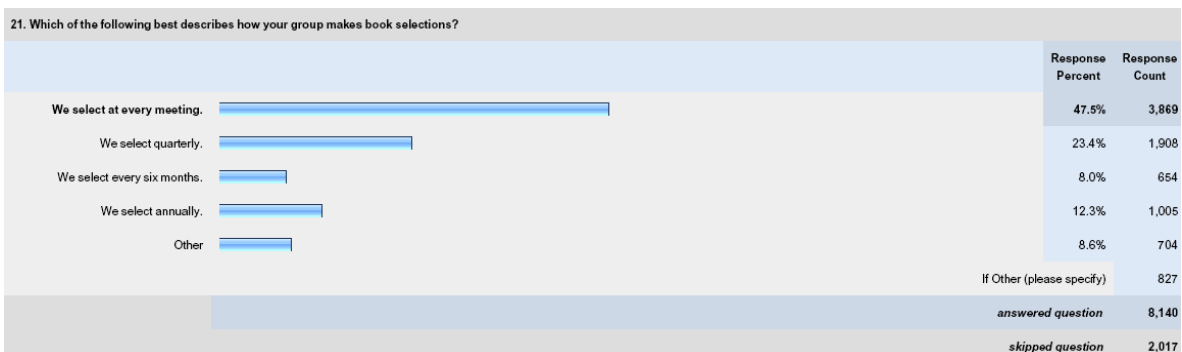 21. Which of the following best describes how your group makes book selections?
Response Percent Response Count
We select at every meeting. 47.5% 3,869
We select quarterly. 23.4% 1,908
We select every six months. 8.0% 654
We select annually. 12.3% 1,005
Other 8.6% 704
If Other (please specify) 827
answered question 8,140
skipped question 2,017